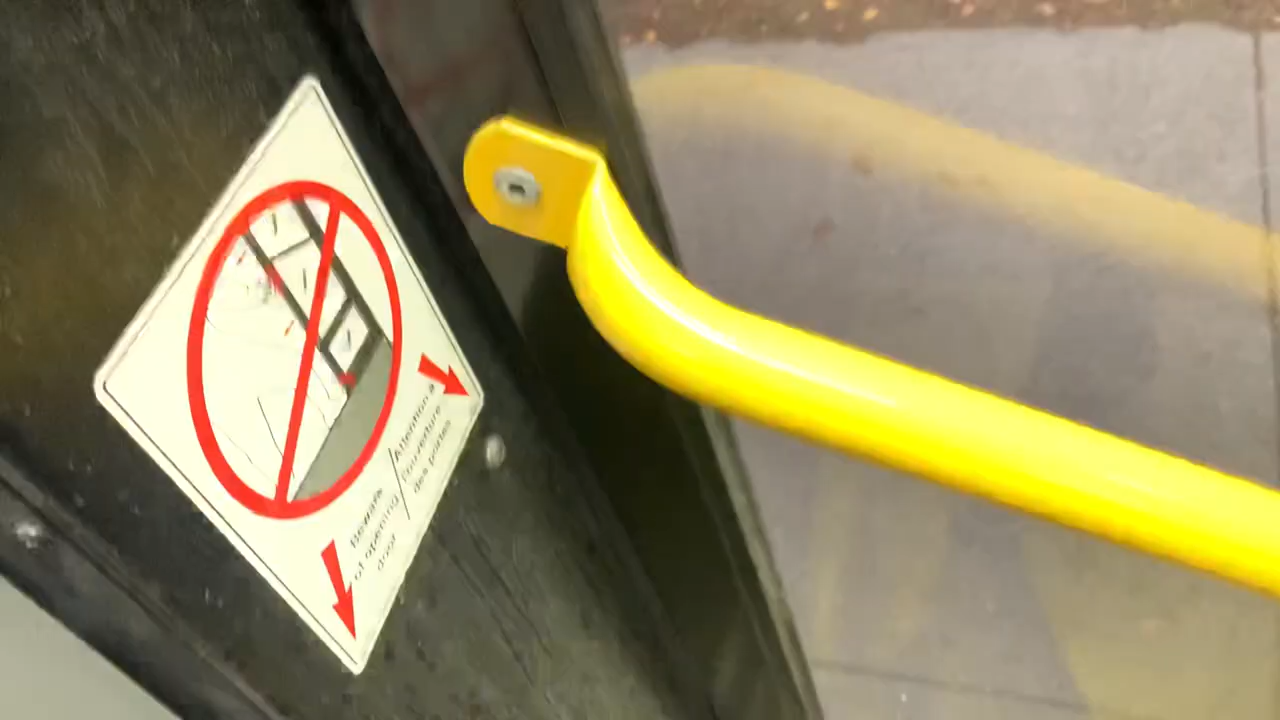 Beware
of opening
door
Attention à
l'ouverture
des portes